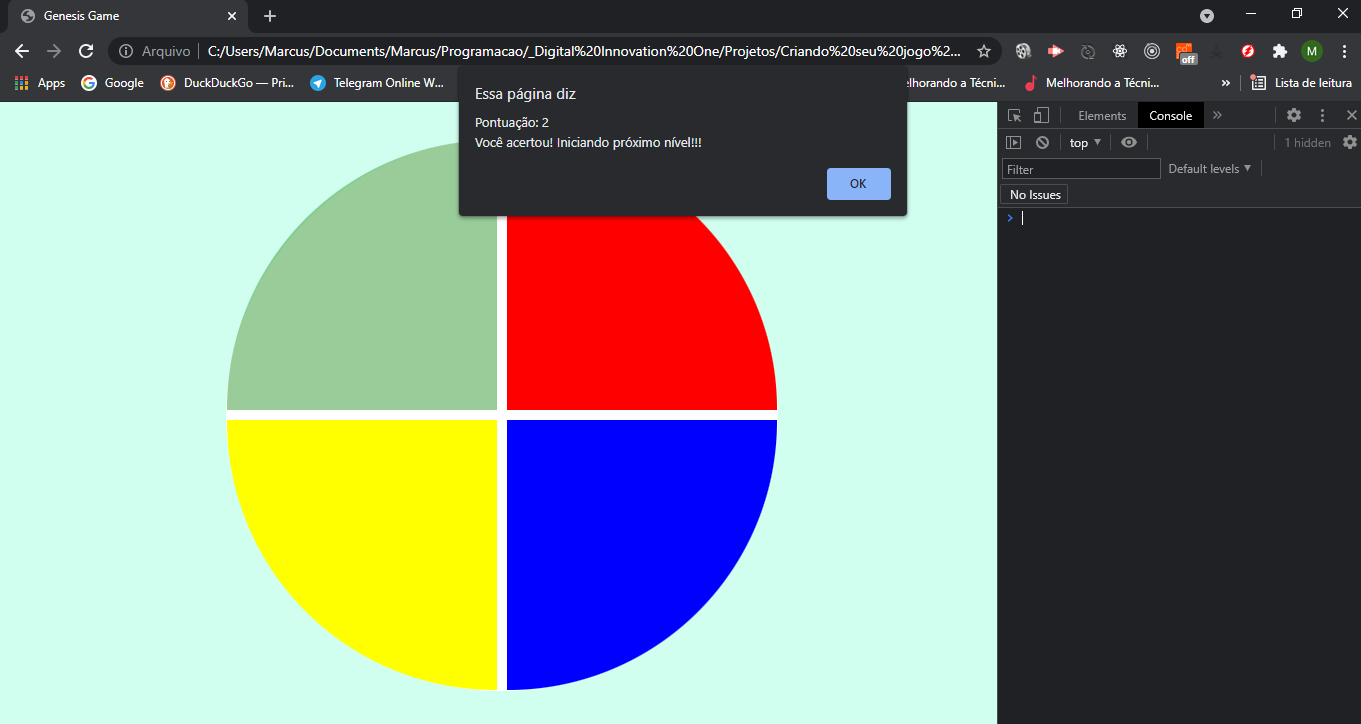 Genesis Game
Arquivo
C:/Users/Marcus/Documents/Marcus/Programacao/_Digital%20Innovation%20One/Projetos/Criando%20seu%20jogo%2...
off
M
Apps
Google
DuckDuckGo — Pri...
Telegram Online W...
elhorando a Técni...
Melhorando a Técni...
»
Lista de leitura
Essa página diz
Pontuação: 2
Você acertou! Iniciando próximo nível!!!
OK
Elements
Console
»
top
1 hidden
Filter
Default levels
No Issues